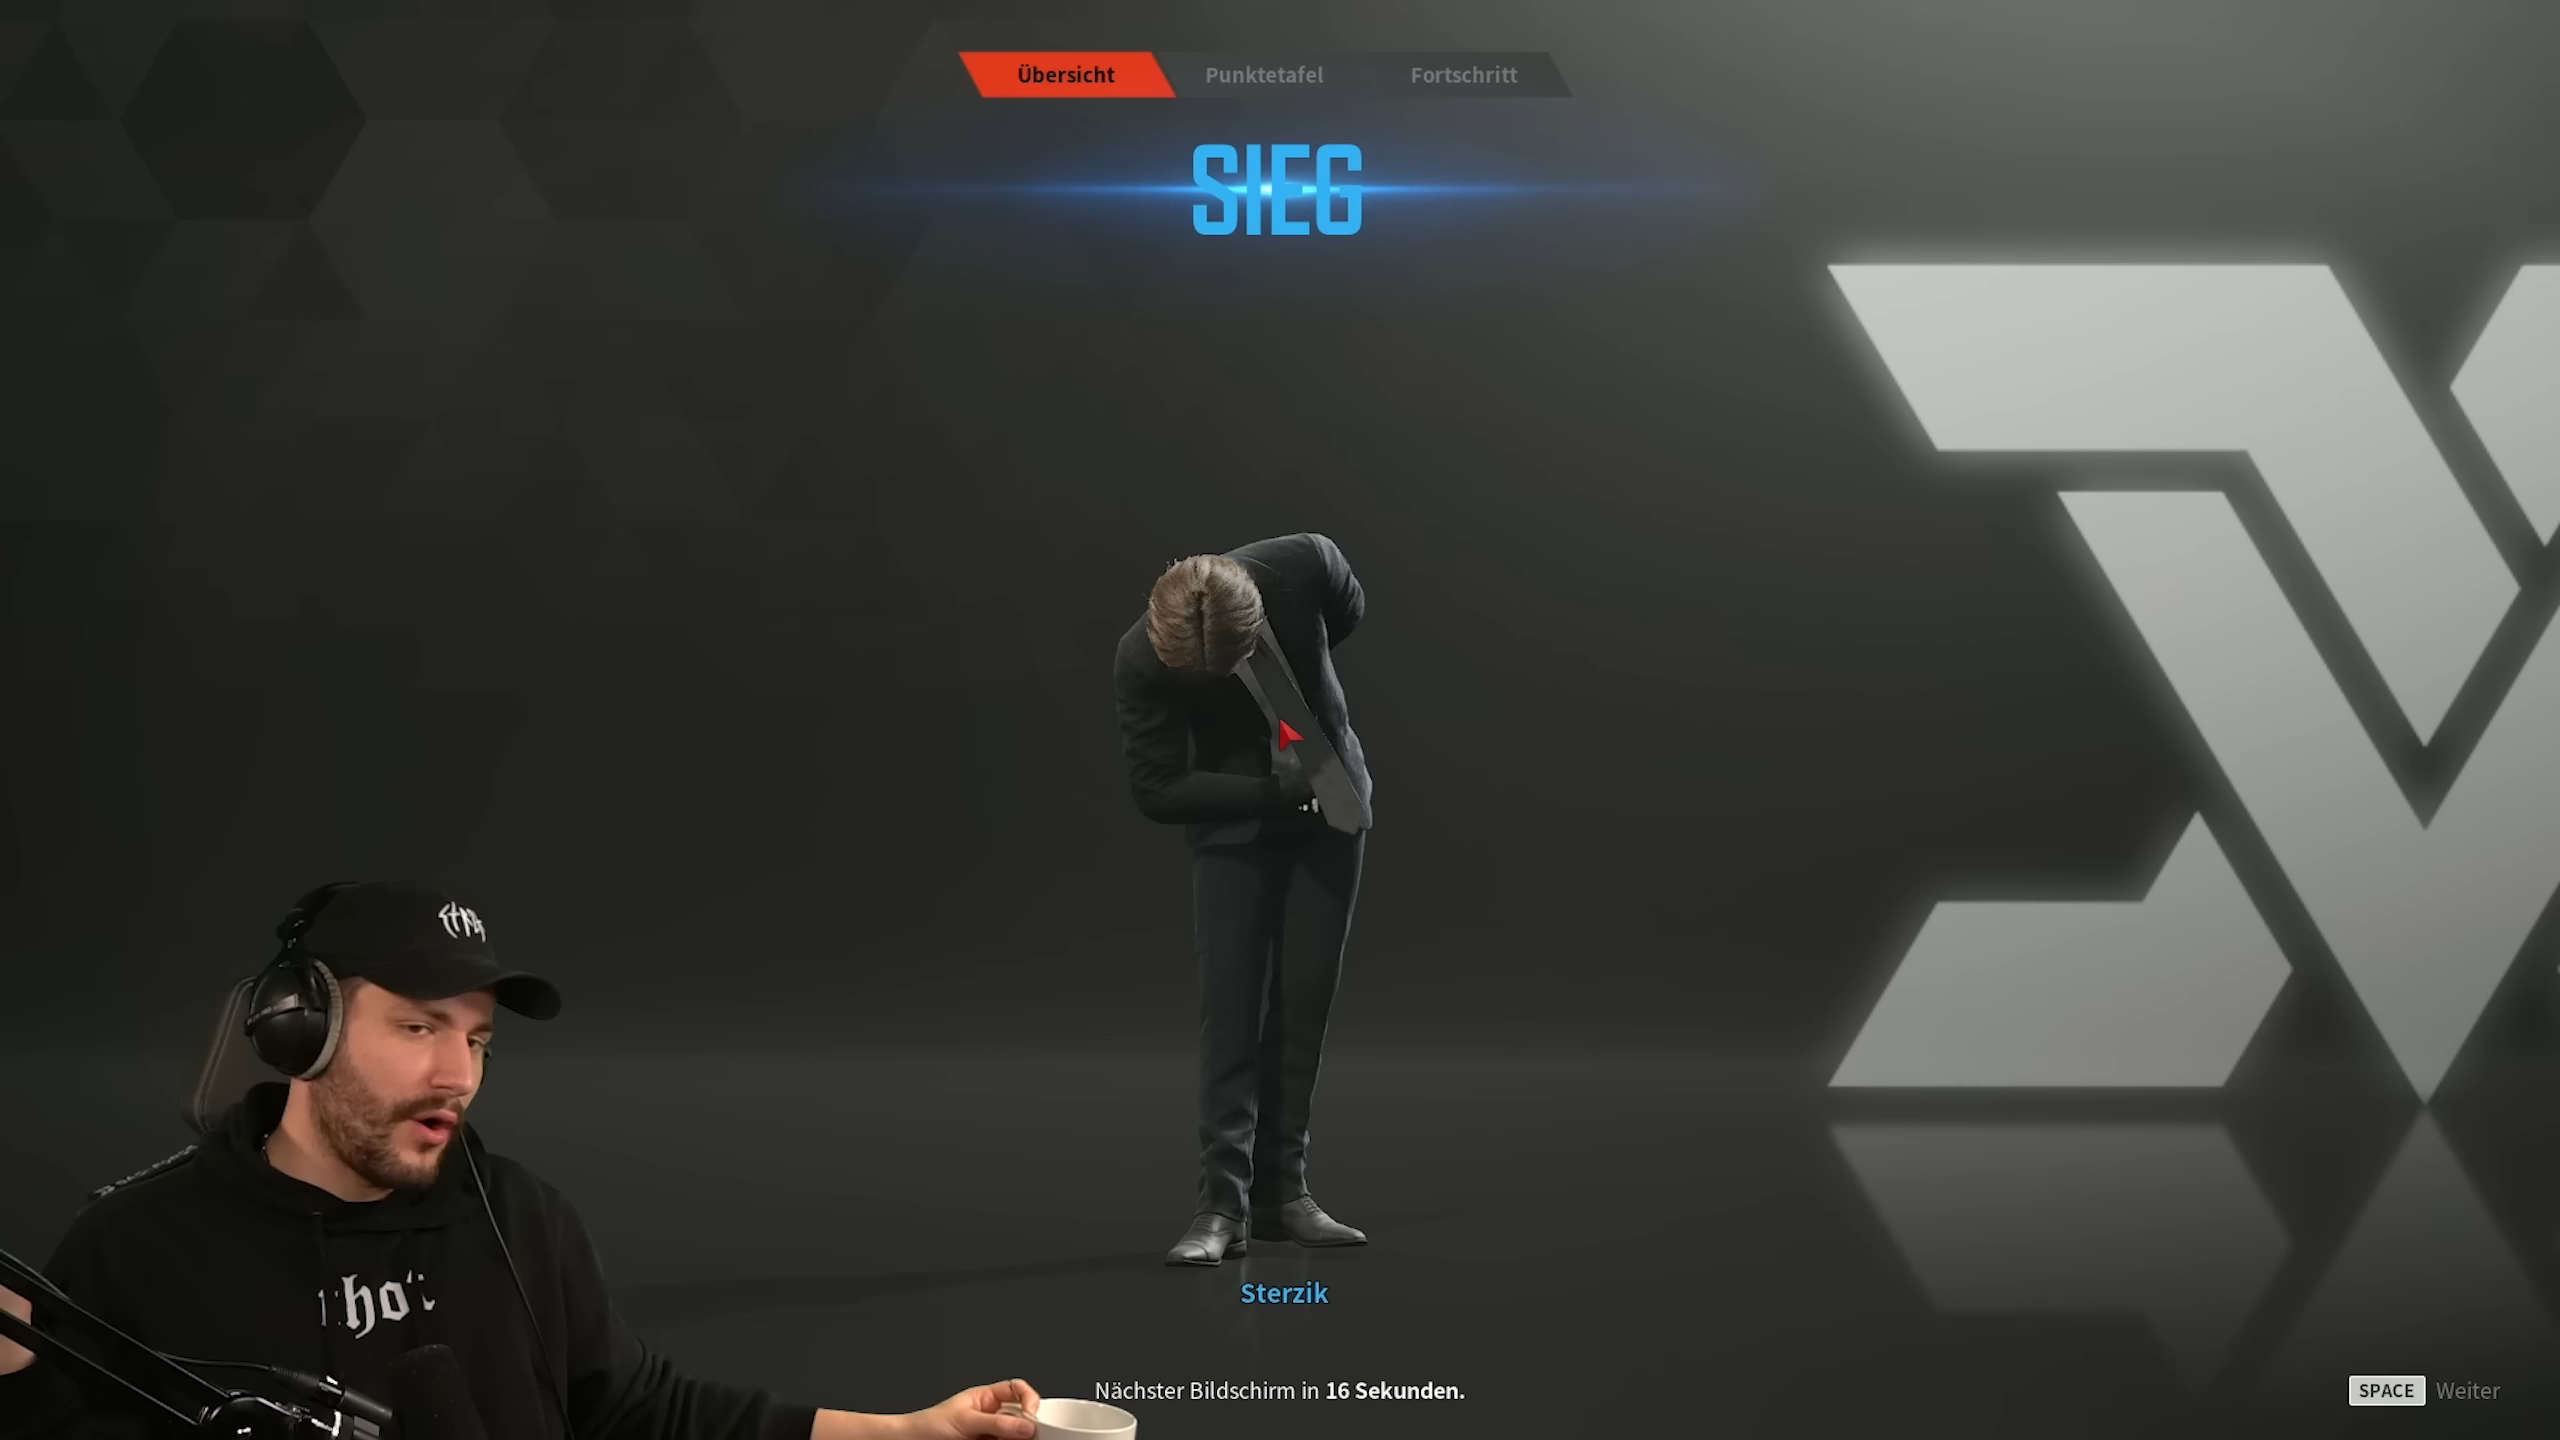 Übersicht
Punktetafel
Fortschritt
SIEG
Sterzik
Nächster Bildschirm in 16 Sekunden.
SPACE
Weiter